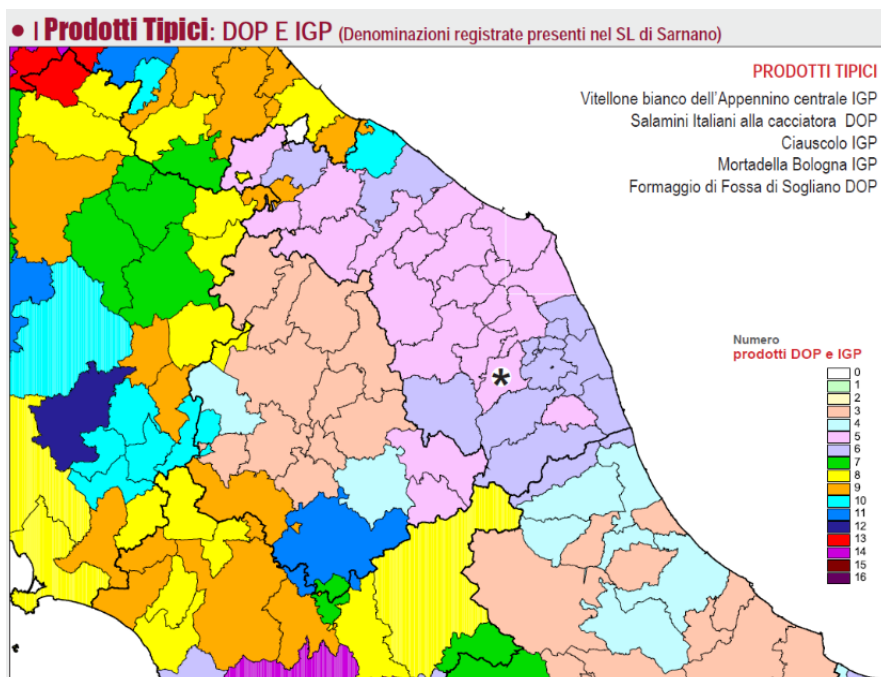 • I Prodotti Tipici: DOP E IGP (Denominazioni registrate presenti nel SL di Sarnano)
PRODOTTI TIPICI
Vitellone bianco dell'Appennino centrale IGP
Salamini Italiani alla cacciatora DOP
Ciauscolo IGP
Mortadella Bologna IGP
Formaggio di Fossa di Sogliano DOP
*
Numero
prodotti DOP e IGP
0
1
2
3
4
5
6
7
8
9
10
11
12
13
14
15
16